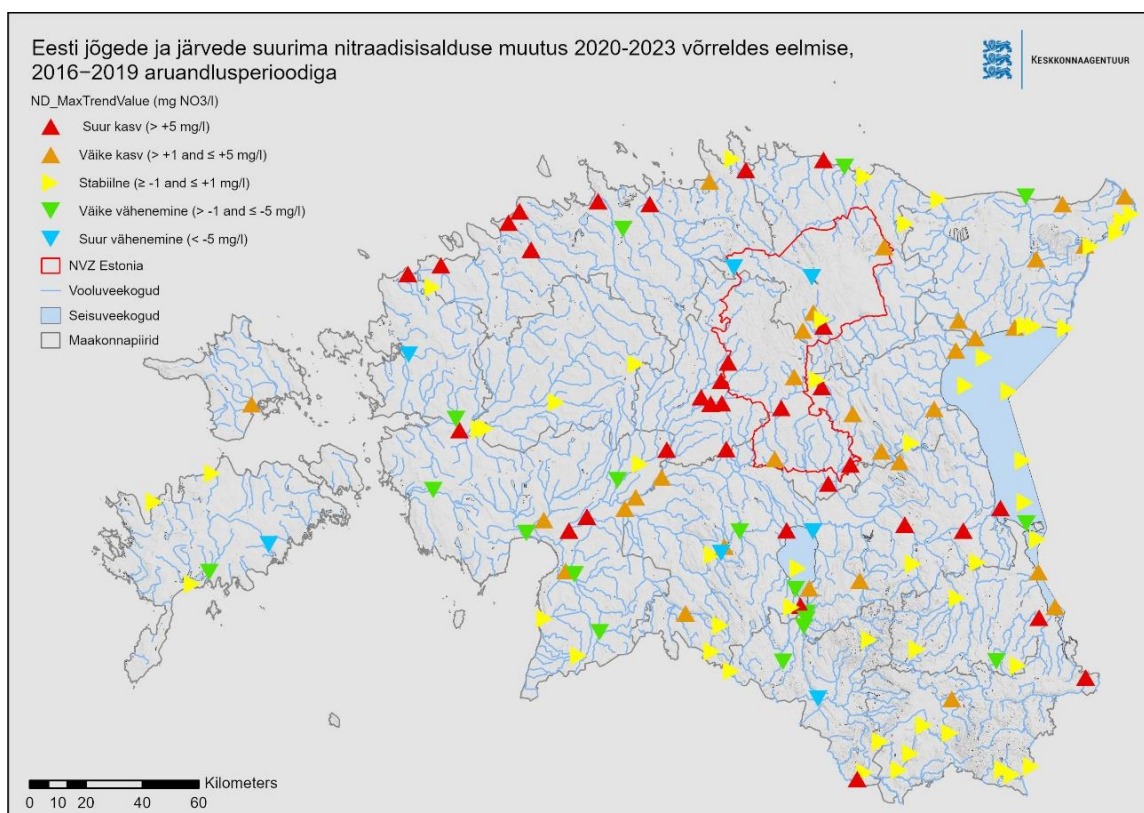 Eesti jõgede ja järvede suurima nitraadisisalduse muutus 2020-2023 võrreldes eelmise,
2016−2019 aruandlusperioodiga
KESKKONNAAGENTUUR
ND_MaxTrendValue (mg NO3/l)
Suur kasv (> +5 mg/l)
Väike kasv (> +1 and ≤ +5 mg/l)
Stabiilne (≥ -1 and ≤ +1 mg/l)
Väike vähenemine (> -1 and ≤ -5 mg/l)
Suur vähenemine (< -5 mg/l)
NVZ Estonia
Vooluveekogud
Seisuveekogud
Maakonnapiirid
Kilometers
0 10 20 40 60